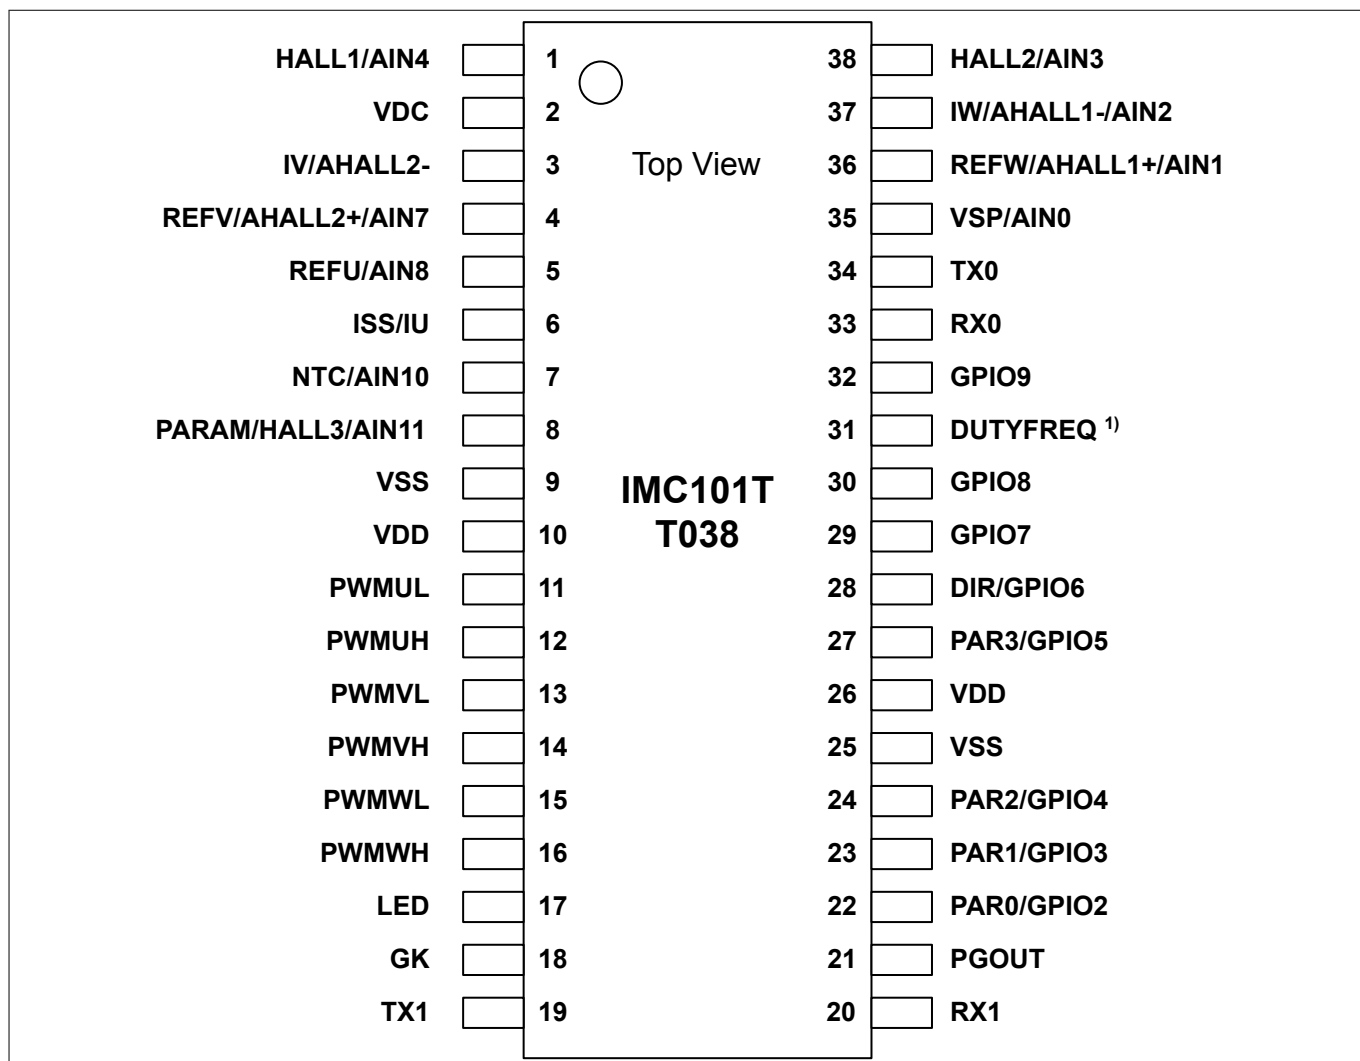 HALL1/AIN4 1 38 HALL2/AIN3
VDC 2 37 IW/AHALL1-/AIN2
IV/AHALL2- 3 Top View 36 REFW/AHALL1+/AIN1
REFV/AHALL2+/AIN7 4 35 VSP/AIN0
REFU/AIN8 5 34 TX0
ISS/IU 6 33 RX0
NTC/AIN10 7 32 GPIO9
PARAM/HALL3/AIN11 8 31 DUTYFREQ 1)
VSS 9 IMC101T 30 GPIO8
VDD 10 T038 29 GPIO7
PWMUL 11 28 DIR/GPIO6
PWMUH 12 27 PAR3/GPIO5
PWMVL 13 26 VDD
PWMVH 14 25 VSS
PWMWL 15 24 PAR2/GPIO4
PWMWH 16 23 PAR1/GPIO3
LED 17 22 PAR0/GPIO2
GK 18 21 PGOUT
TX1 19 20 RX1